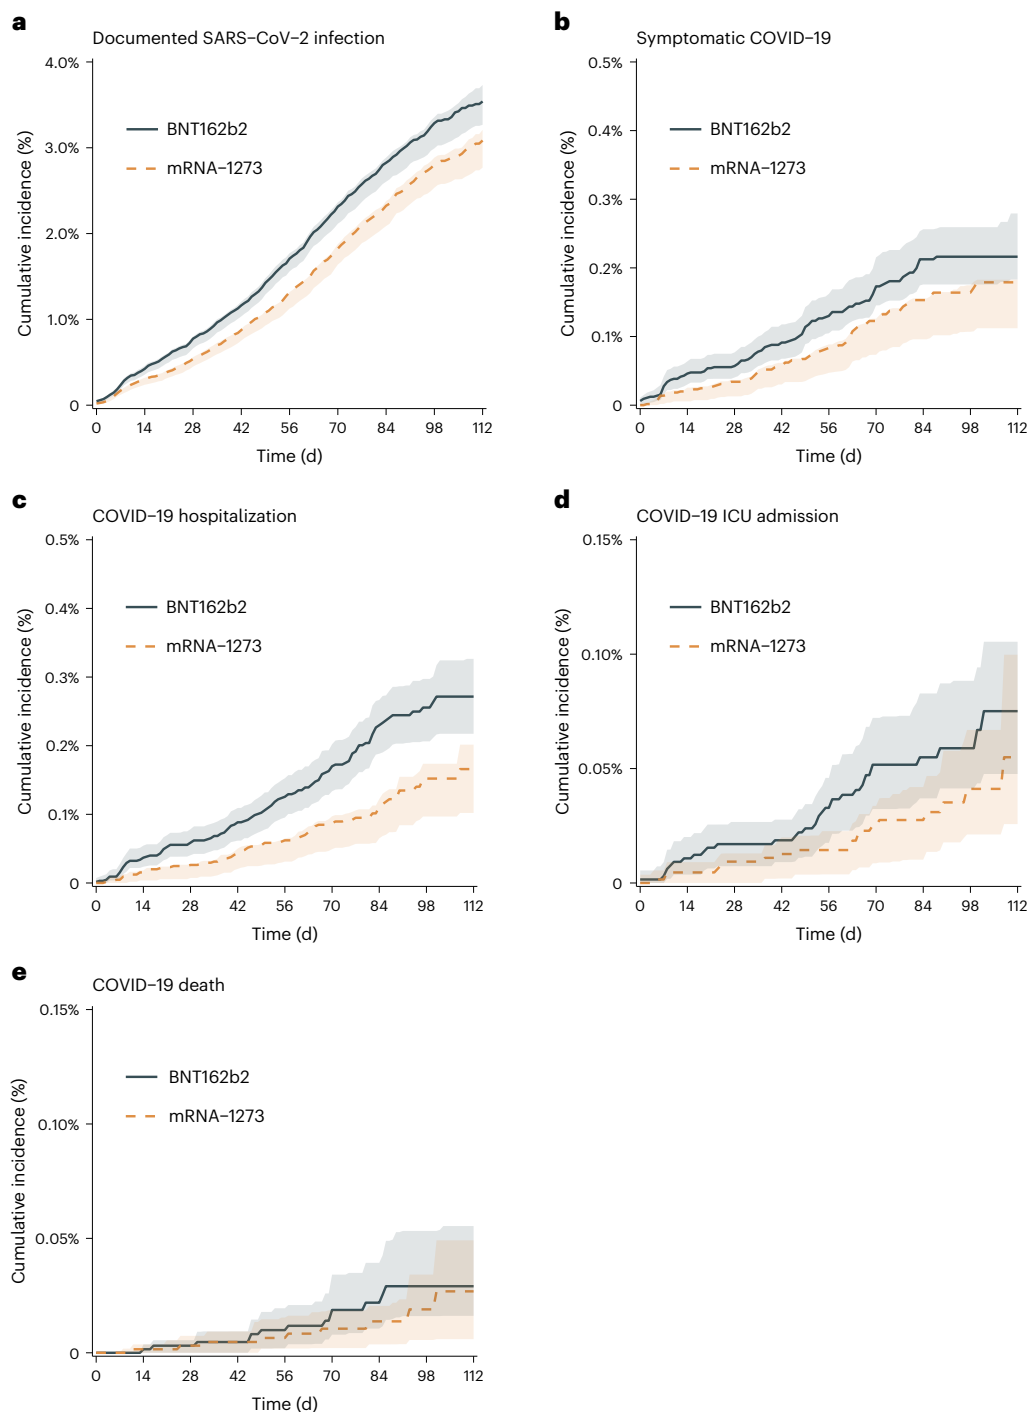 a
Documented SARS-CoV-2 infection
Cumulative incidence (%)
4.0%
3.0%
2.0%
1.0%
0
BNT162b2
mRNA-1273
0 14 28 42 56 70 84 98 112
Time (d)
b
Symptomatic COVID-19
Cumulative incidence (%)
0.5%
0.4%
0.3%
0.2%
0.1%
0
BNT162b2
mRNA-1273
0 14 28 42 56 70 84 98 112
Time (d)
c
COVID-19 hospitalization
Cumulative incidence (%)
0.5%
0.4%
0.3%
0.2%
0.1%
0
BNT162b2
mRNA-1273
0 14 28 42 56 70 84 98 112
Time (d)
d
COVID-19 ICU admission
Cumulative incidence (%)
0.15%
0.10%
0.05%
0
BNT162b2
mRNA-1273
0 14 28 42 56 70 84 98 112
Time (d)
e
COVID-19 death
Cumulative incidence (%)
0.15%
0.10%
0.05%
0
BNT162b2
mRNA-1273
0 14 28 42 56 70 84 98 112
Time (d)